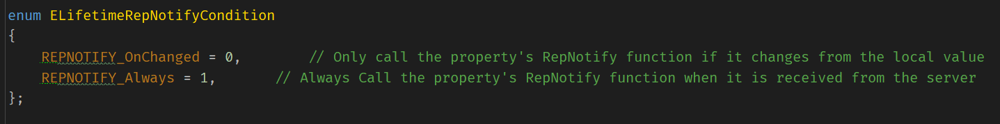 enum ELifetimeRepNotifyCondition
{
    REPNOTIFY_OnChanged = 0,        // Only call the property's RepNotify function if it changes from the local value
    REPNOTIFY_Always = 1,       // Always Call the property's RepNotify function when it is received from the server
};